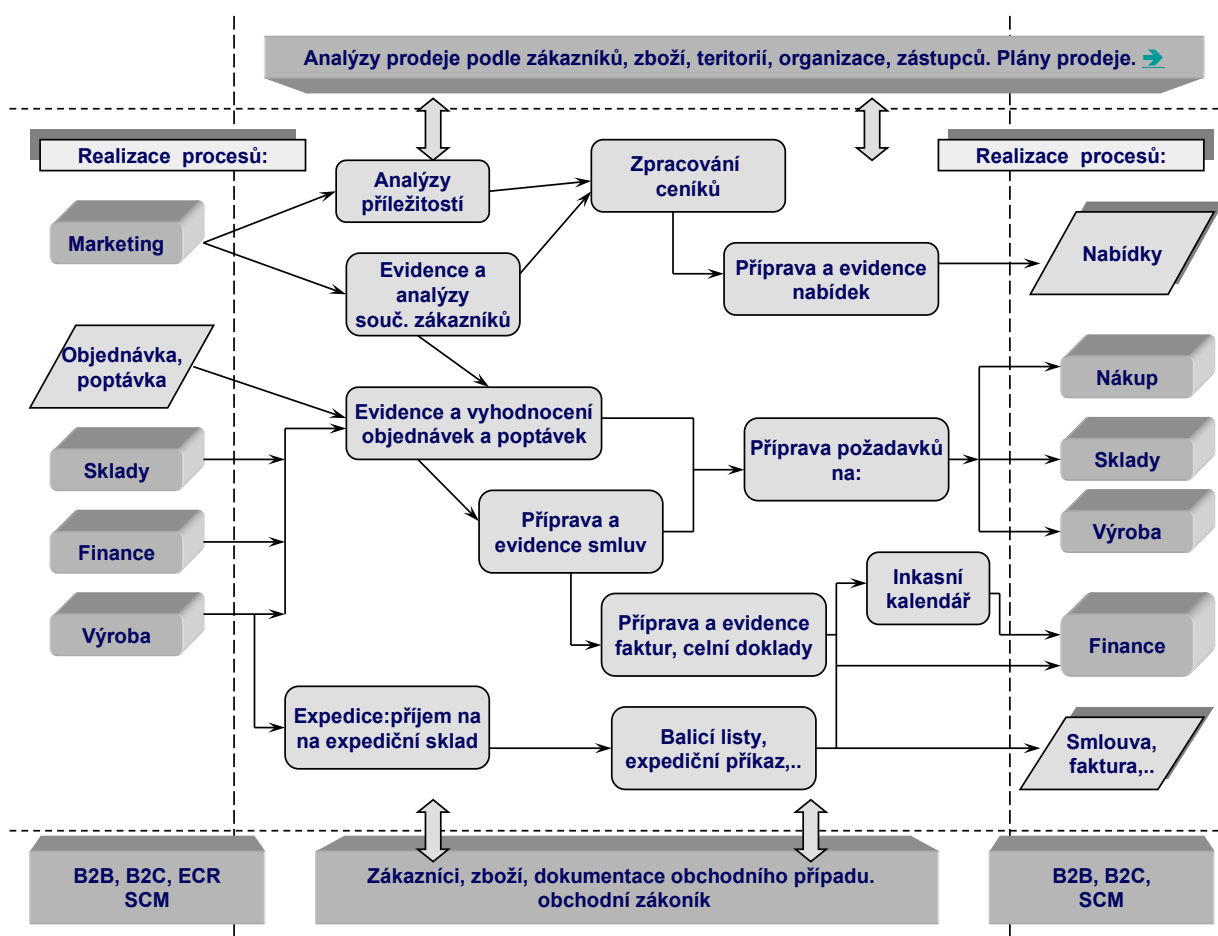 Analýzy prodeje podle zákazníků, zboží, teritorií, organizace, zástupců. Plány prodeje. ➔
Realizace procesů:
Realizace procesů:
Analýzy
příležitostí
Zpracování
ceníků
Marketing
Evidence a
analýzy
souč. zákazníků
Příprava a evidence
nabídek
Nabídky
Objednávka,
poptávka
Nákup
Evidence a vyhodnocení
objednávek a poptávek
Příprava požadavků
na:
Sklady
Sklady
Příprava a
evidence smluv
Výroba
Finance
Inkasní
kalendář
Výroba
Příprava a evidence
faktur, celní doklady
Finance
Expedice:příjem na
na expediční sklad
Balicí listy,
expediční příkaz,..
Smlouva,
faktura,..
B2B, B2C, ECR
SCM
Zákazníci, zboží, dokumentace obchodního případu.
obchodní zákoník
B2B, B2C,
SCM